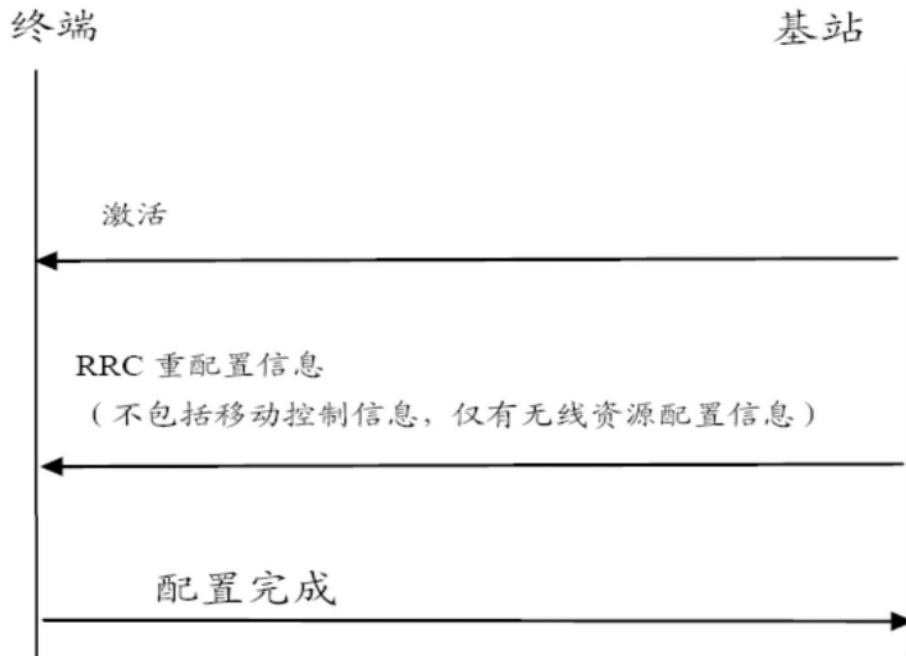 终端
基站
激活
RRC 重配置信息
（不包括移动控制信息，仅有无线资源配置信息）
配置完成